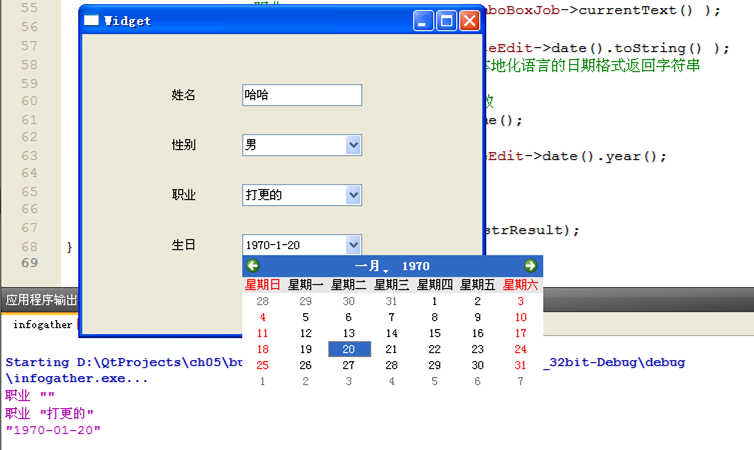 55 职业 uboBoxJob->currentText() );
Widget
56
57 eEdit->date().toString() );
58 本地化语言的日期格式返回字符串
59
姓名 哈哈
60
61 me();
62
性别 男
63 eEdit->date().year();
64
65
职业 打更的
66
67 strResult);
68 }
生日 1970-1-20
69
一月, 1970
星期日 星期一 星期二 星期三 星期四 星期五 星期六
28 29 30 31 1 2 3
4 5 6 7 8 9 10
11 12 13 14 15 16 17
18 19 20 21 22 23 24
25 26 27 28 29 30 31
1 2 3 4 5 6 7
应用程序输出
infogather
Starting D:\QtProjects\ch05\bu _32bit-Debug\debug
\infogather.exe...
职业 ""
职业 "打更的"
"1970-01-20"